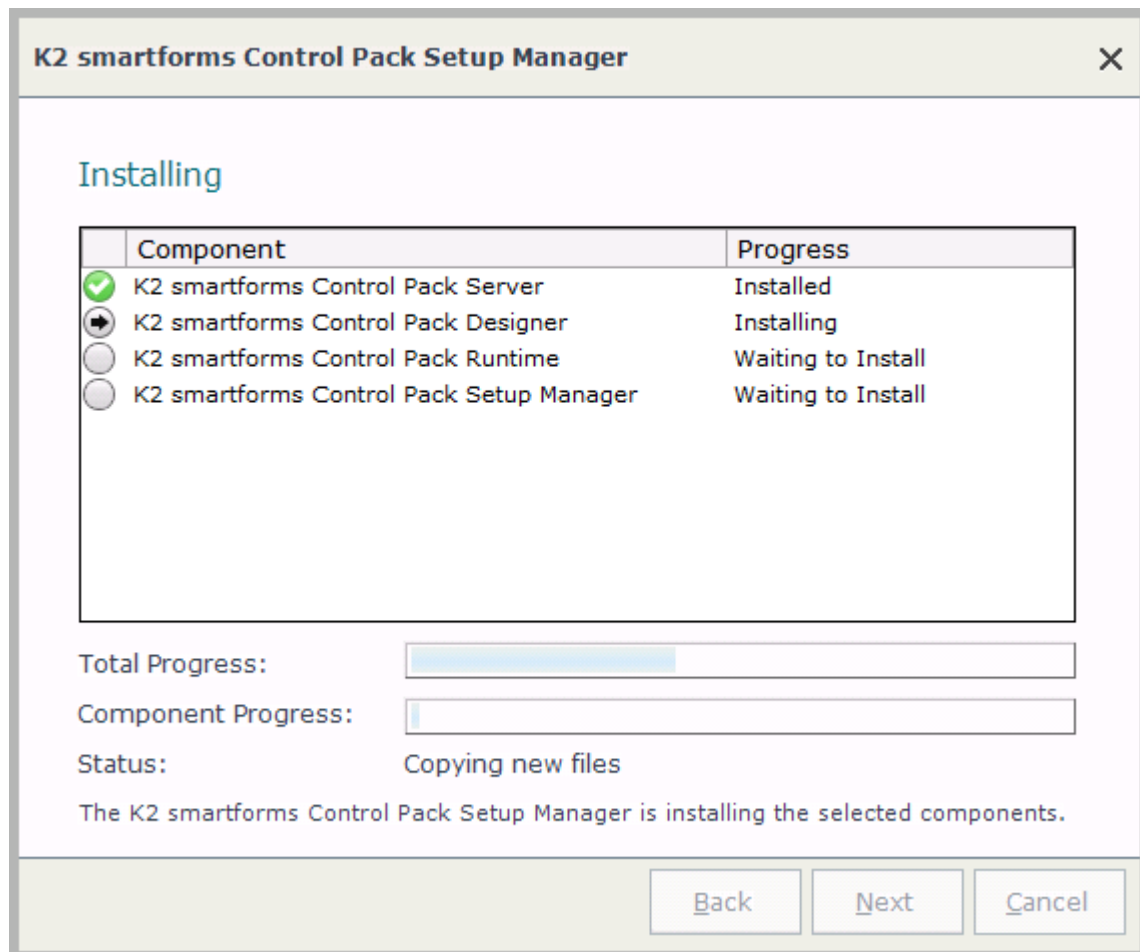 K2 smartforms Control Pack Setup Manager
Installing
Component Progress
K2 smartforms Control Pack Server Installed
K2 smartforms Control Pack Designer Installing
K2 smartforms Control Pack Runtime Waiting to Install
K2 smartforms Control Pack Setup Manager Waiting to Install
Total Progress:
Component Progress:
Status: Copying new files
The K2 smartforms Control Pack Setup Manager is installing the selected components.
Back Next Cancel